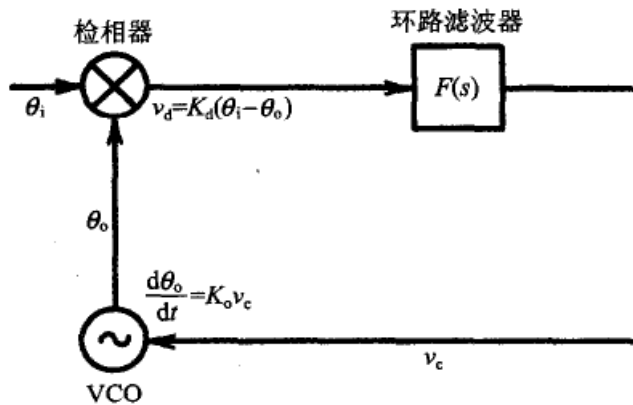 检相器
环路滤波器
θi
vd=Kd(θi−θo)
F(s)
θo
dθo/dt=Kovc
vc
VCO